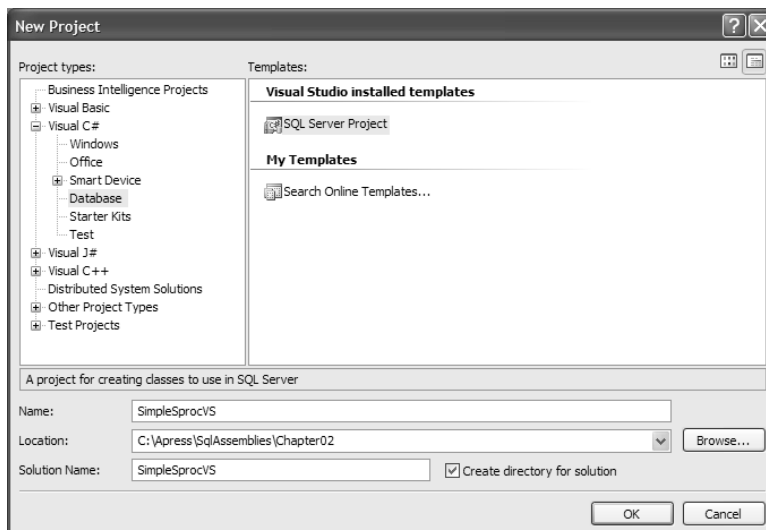 New Project
Project types:
Business Intelligence Projects
Visual Basic
Visual C#
Windows
Office
Smart Device
Database
Starter Kits
Test
Visual J#
Visual C++
Distributed System Solutions
Other Project Types
Test Projects
Templates:
Visual Studio installed templates
SQL Server Project
My Templates
Search Online Templates...
A project for creating classes to use in SQL Server
Name: SimpleSprocVS
Location: C:\Apress\SqlAssemblies\Chapter02 Browse...
Solution Name: SimpleSprocVS Create directory for solution
OK Cancel